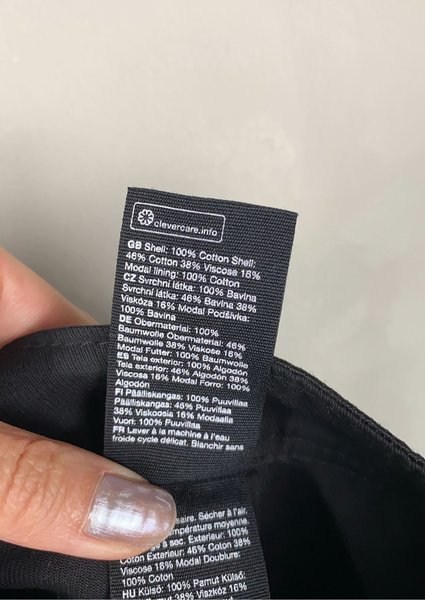 clevercare.info
GB Shell: 100% Cotton Shell:
46% Cotton 38% Viscose 16%
Modal lining: 100% Cotton
CZ Svrchní látka: 100% Bavlna
Svrchní látka: 46% Bavlna 38%
Viskóza 16% Modal Podšívka:
100% Bavlna
DE Obermaterial: 100%
Baumwolle Obermaterial: 46%
Baumwolle 38% Viskose 16%
Modal Futter: 100% Baumwolle
ES Tela exterior: 100% Algodón
Tela exterior: 46% Algodón 38%
Viscosa 16% Modal Forro: 100%
Algodón
FI Päälliskangas: 100% Puuvillaa
Päälliskangas: 46% Puuvillaa
38% Viskoosia 16% Modaalia
Vuori: 100% Puuvillaa
FR Laver à la machine à l'eau
froide cycle délicat. Blanchir sans
Sécher à l'air.
température moyenne.
à sec. Extérieur:
100% Coton Extérieur: 46% Coton 38%
Viscose 16% Modal Doublure:
100% Coton
HU Külső: 100% Pamut Külső:
46% Pamut 38% Viszkóz 16%